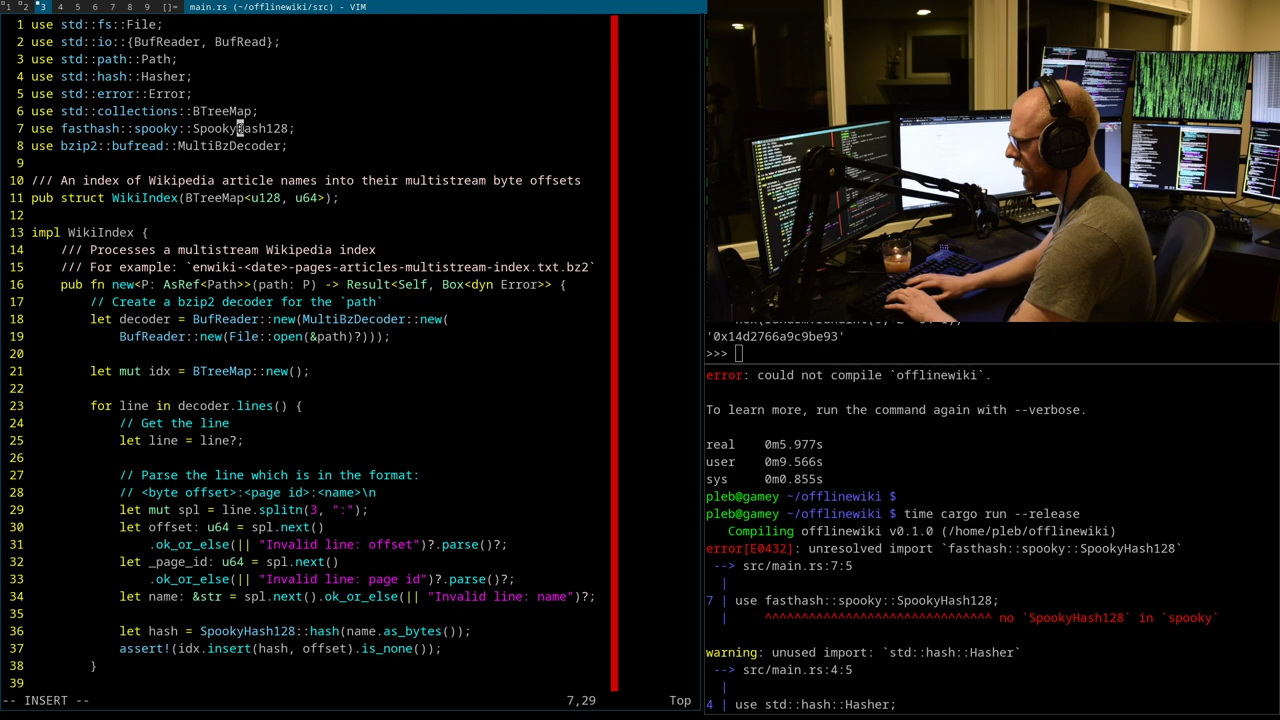 1 2 3 4 5 6 7 8 9 []= main.rs (~/offlinewiki/src) - VIM
1 use std::fs::File;
2 use std::io::{BufReader, BufRead};
3 use std::path::Path;
4 use std::hash::Hasher;
5 use std::error::Error;
6 use std::collections::BTreeMap;
7 use fasthash::spooky::SpookyHash128;
8 use bzip2::bufread::MultiBzDecoder;
9
10 /// An index of Wikipedia article names into their multistream byte offsets
11 pub struct WikiIndex(BTreeMap<u128, u64>);
12
13 impl WikiIndex {
14     /// Processes a multistream Wikipedia index
15     /// For example: `enwiki-<date>-pages-articles-multistream-index.txt.bz2`
16     pub fn new<P: AsRef<Path>>(path: P) -> Result<Self, Box<dyn Error>> {
17         // Create a bzip2 decoder for the `path`
18         let decoder = BufReader::new(MultiBzDecoder::new(
19             BufReader::new(File::open(&path)?)));
20
21         let mut idx = BTreeMap::new();
22
23         for line in decoder.lines() {
24             // Get the line
25             let line = line?;
26
27             // Parse the line which is in the format:
28             // <byte offset>:<page id>:<name>\n
29             let mut spl = line.splitn(3, ":");
30             let offset: u64 = spl.next()
31                 .ok_or_else(|| "Invalid line: offset")?.parse()?;
32             let _page_id: u64 = spl.next()
33                 .ok_or_else(|| "Invalid line: page id")?.parse()?;
34             let name: &str = spl.next().ok_or_else(|| "Invalid line: name")?;
35
36             let hash = SpookyHash128::hash(name.as_bytes());
37             assert!(idx.insert(hash, offset).is_none());
38         }
39
-- INSERT -- 7,29 Top
'0x14d2766a9c9be93'
>>>
error: could not compile `offlinewiki`.
To learn more, run the command again with --verbose.
real 0m5.977s
user 0m9.566s
sys 0m0.855s
pleb@gamey ~/offlinewiki $
pleb@gamey ~/offlinewiki $ time cargo run --release
Compiling offlinewiki v0.1.0 (/home/pleb/offlinewiki)
error[E0432]: unresolved import `fasthash::spooky::SpookyHash128`
--> src/main.rs:7:5
|
7 | use fasthash::spooky::SpookyHash128;
| ^^^^^^^^^^^^^^^^^^^^^^^^^^^^^^^ no `SpookyHash128` in `spooky`
warning: unused import: `std::hash::Hasher`
--> src/main.rs:4:5
|
4 | use std::hash::Hasher;